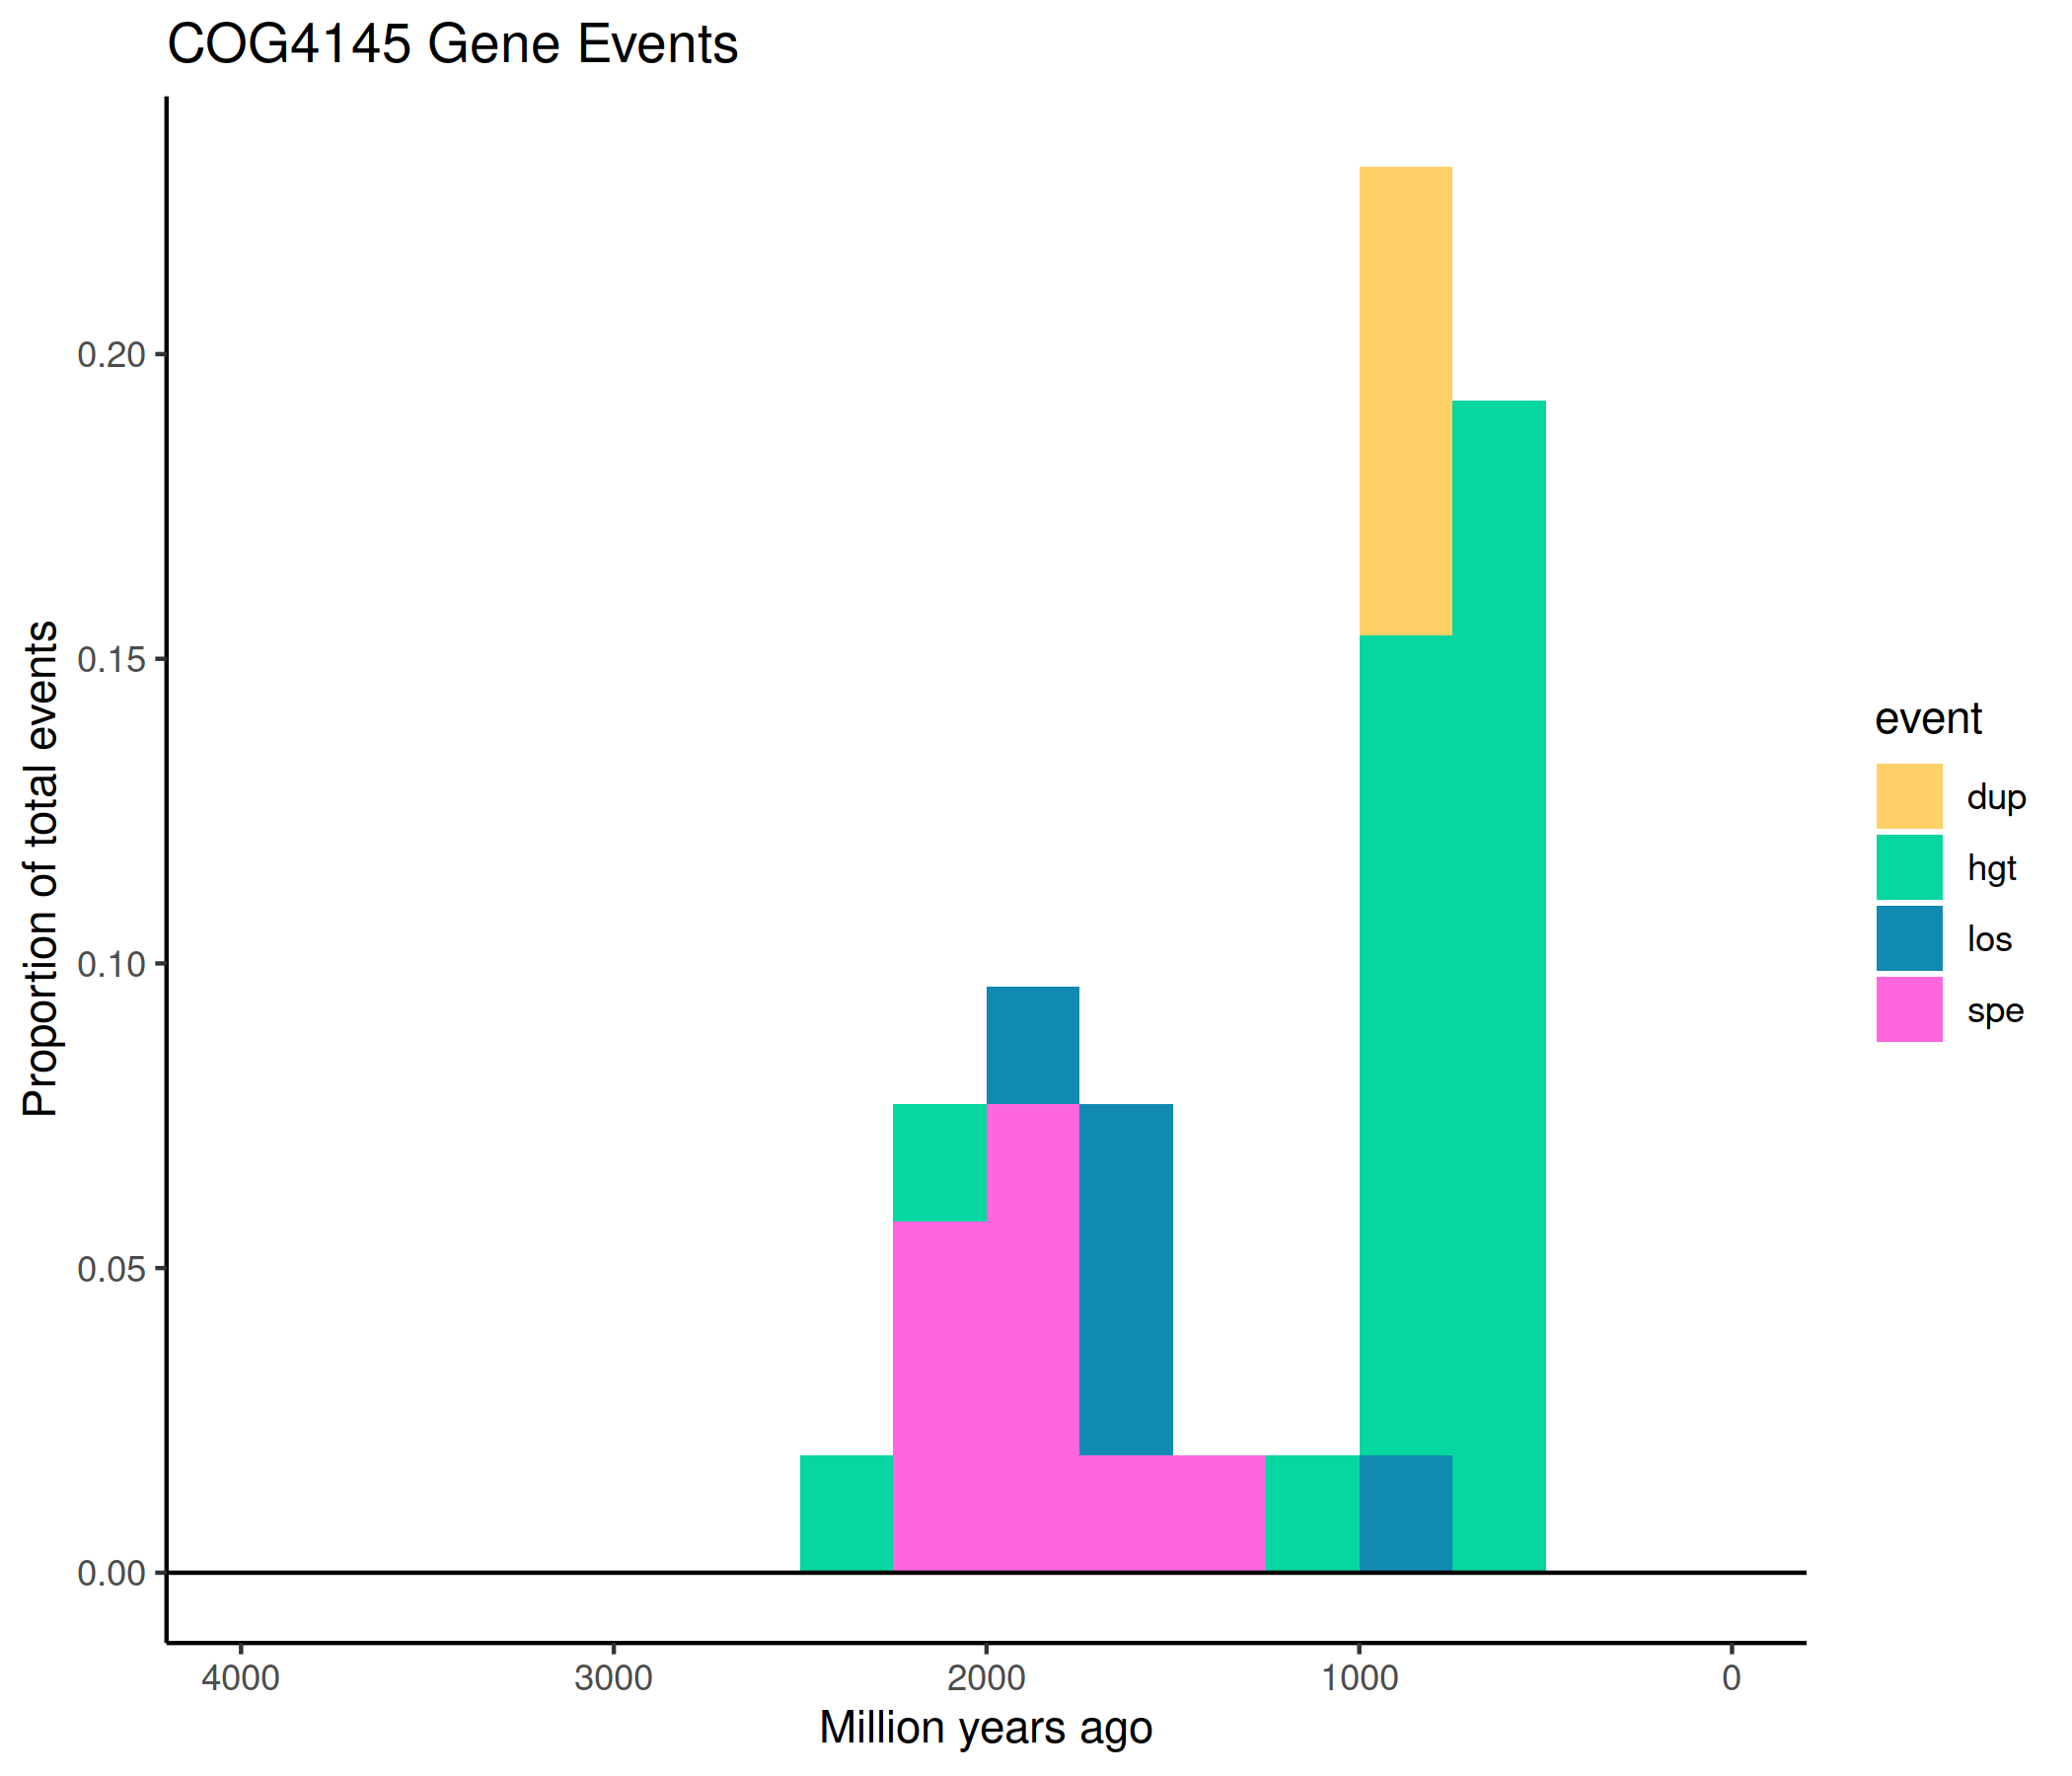 COG4145 Gene Events
Proportion of total events
0.20
0.15
0.10
0.05
0.00
4000 3000 2000 1000 0
Million years ago
event
dup
hgt
los
spe